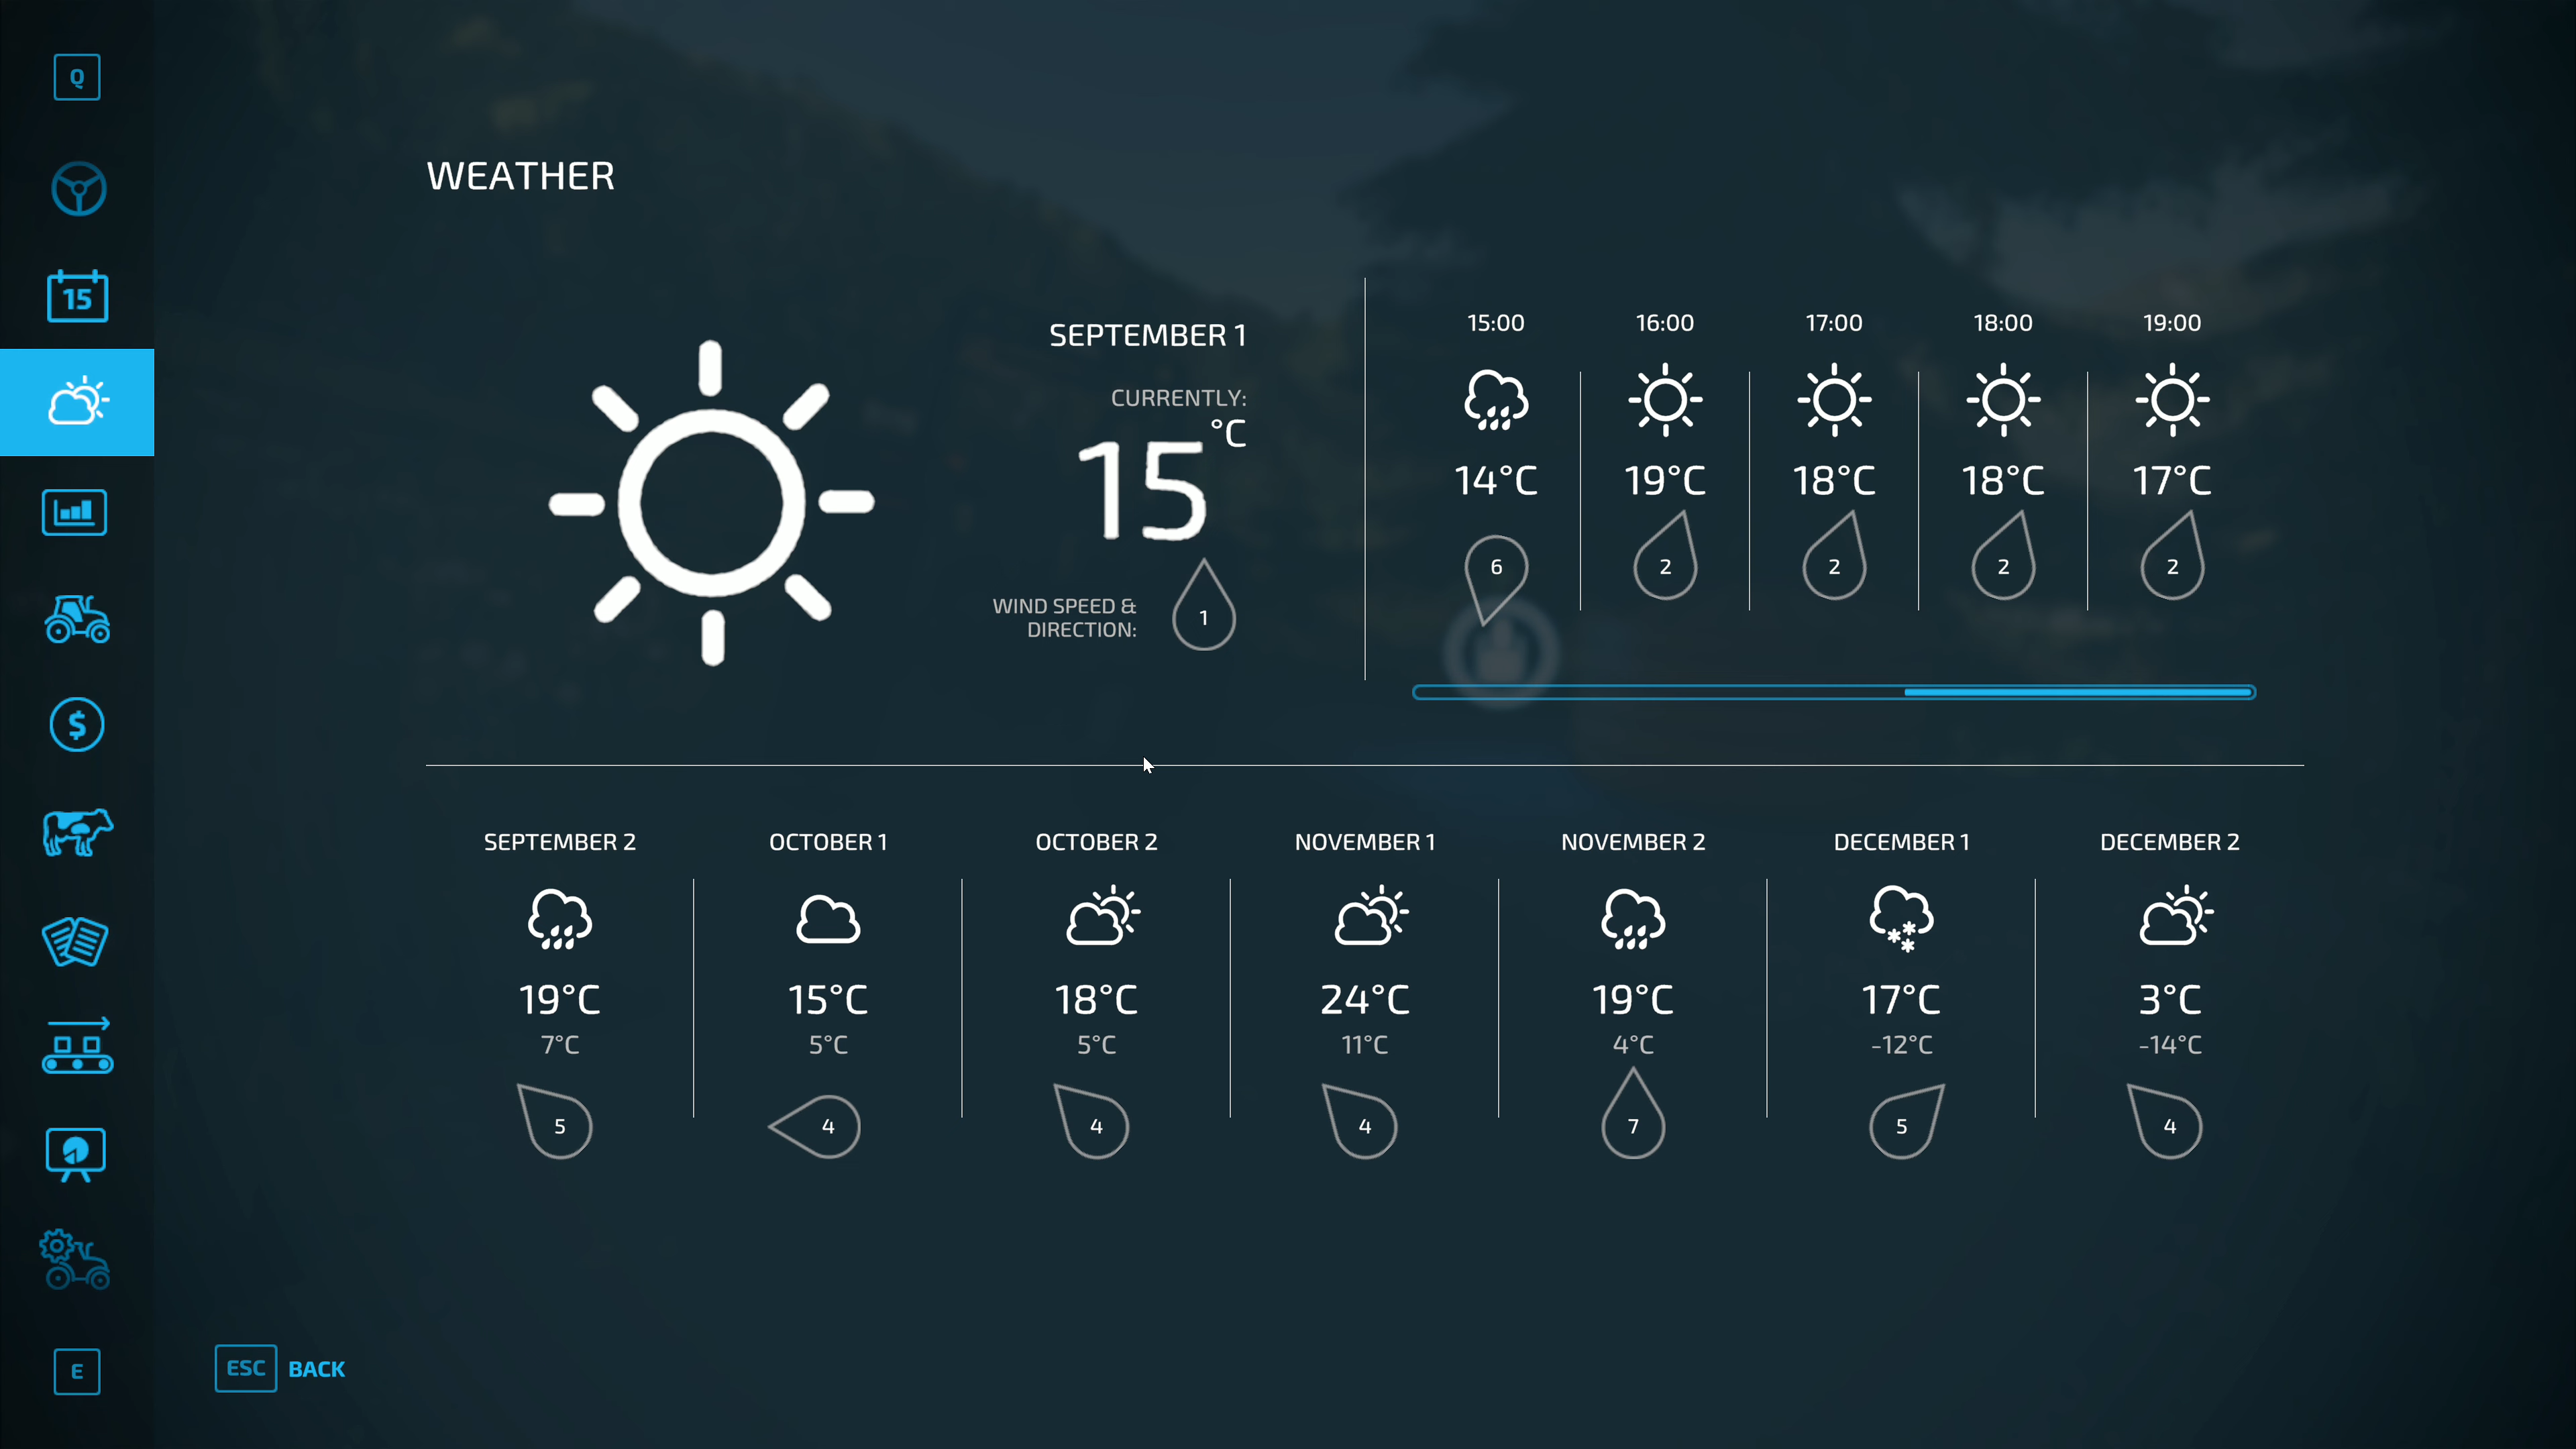 Q
15
E
ESC BACK
WEATHER
SEPTEMBER 1
CURRENTLY:
15 °C
WIND SPEED &
DIRECTION:
1
15:00 16:00 17:00 18:00 19:00
14°C 19°C 18°C 18°C 17°C
6 2 2 2 2
SEPTEMBER 2 OCTOBER 1 OCTOBER 2 NOVEMBER 1 NOVEMBER 2 DECEMBER 1 DECEMBER 2
19°C 15°C 18°C 24°C 19°C 17°C 3°C
7°C 5°C 5°C 11°C 4°C -12°C -14°C
5 4 4 4 7 5 4